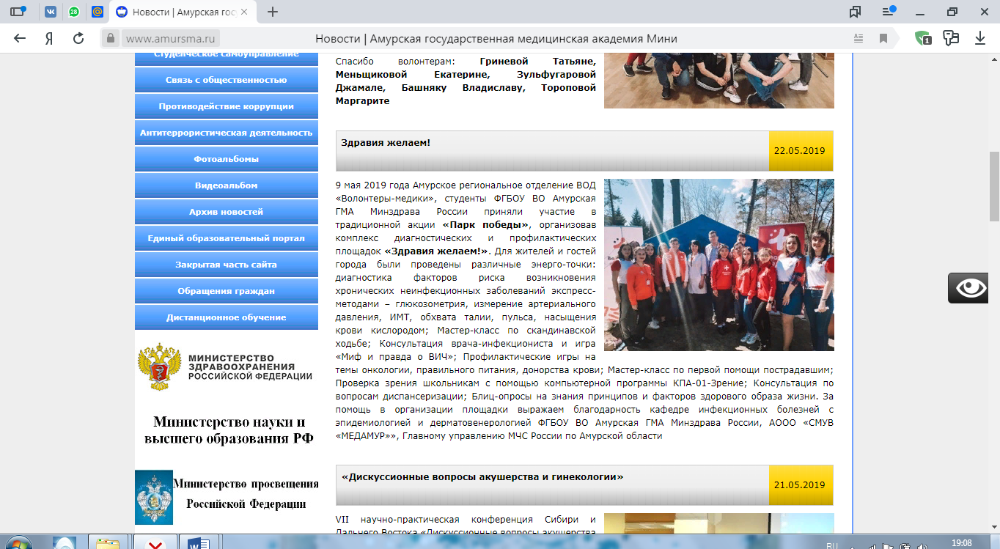 28
Новости | Амурская гос
www.amursma.ru
Новости | Амурская государственная медицинская академия Мини
1
Студенческое самоуправление
Связь с общественностью
Противодействие коррупции
Антитеррористическая деятельность
Фотоальбомы
Видеоальбом
Архив новостей
Единый образовательный портал
Закрытая часть сайта
Обращения граждан
Дистанционное обучение
МИНИСТЕРСТВО
ЗДРАВООХРАНЕНИЯ
РОССИЙСКОЙ ФЕДЕРАЦИИ
Министерство науки и
высшего образования РФ
Министерство просвещения
Российской Федерации
Спасибо волонтерам: Гриневой Татьяне,
Меньщиковой Екатерине, Зульфугаровой
Джамале, Башняку Владиславу, Тороповой
Маргарите
Здравия желаем!
22.05.2019
9 мая 2019 года Амурское региональное отделение ВОД
«Волонтеры-медики», студенты ФГБОУ ВО Амурская
ГМА Минздрава России приняли участие в
традиционной акции «Парк победы», организовав
комплекс диагностических и профилактических
площадок «Здравия желаем!». Для жителей и гостей
города были проведены различные энерго-точки:
диагностика факторов риска возникновения
хронических неинфекционных заболеваний экспресс-
методами – глюкозометрия, измерение артериального
давления, ИМТ, обхвата талии, пульса, насыщения
крови кислородом; Мастер-класс по скандинавской
ходьбе; Консультация врача-инфекциониста и игра
«Миф и правда о ВИЧ»; Профилактические игры на
темы онкологии, правильного питания, донорства крови; Мастер-класс по первой помощи пострадавшим;
Проверка зрения школьникам с помощью компьютерной программы КПА-01-Зрение; Консультация по
вопросам диспансеризации; Блиц-опросы на знания принципов и факторов здорового образа жизни. За
помощь в организации площадки выражаем благодарность кафедре инфекционных болезней с
эпидемиологией и дерматовенерологией ФГБОУ ВО Амурская ГМА Минздрава России, АООО «СМУВ
«МЕДАМУР»», Главному управлению МЧС России по Амурской области
«Дискуссионные вопросы акушерства и гинекологии»
21.05.2019
VII научно-практическая конференция Сибири и
Дальнего Востока «Дискуссионные вопросы акушерства
RU
19:08